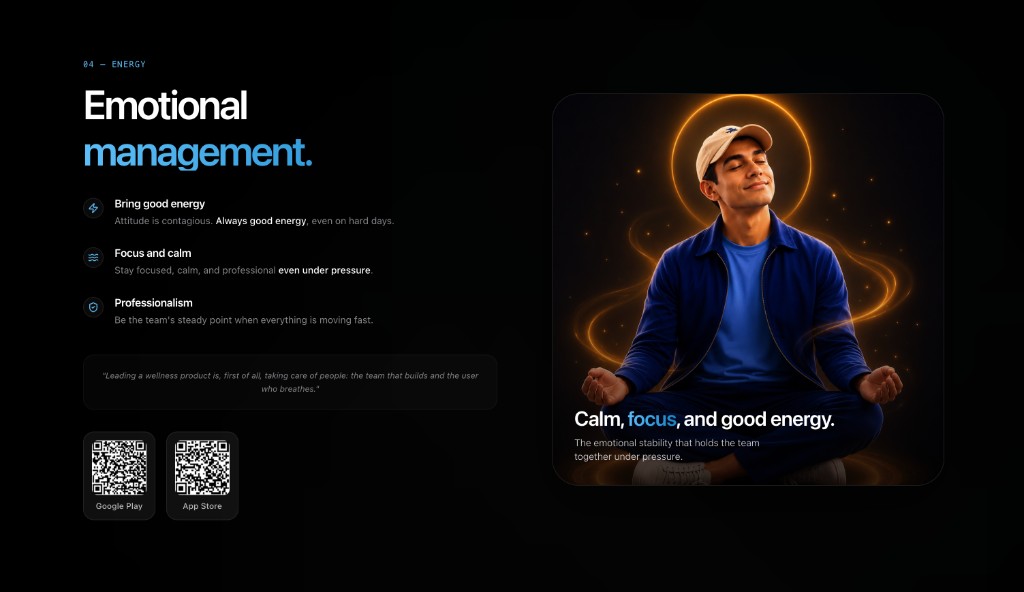 04 — ENERGY
Emotional
management.
Bring good energy
Attitude is contagious. Always good energy, even on hard days.
Focus and calm
Stay focused, calm, and professional even under pressure.
Professionalism
Be the team's steady point when everything is moving fast.
"Leading a wellness product is, first of all, taking care of people: the team that builds and the user
who breathes."
Google Play
App Store
Calm, focus, and good energy.
The emotional stability that holds the team
together under pressure.